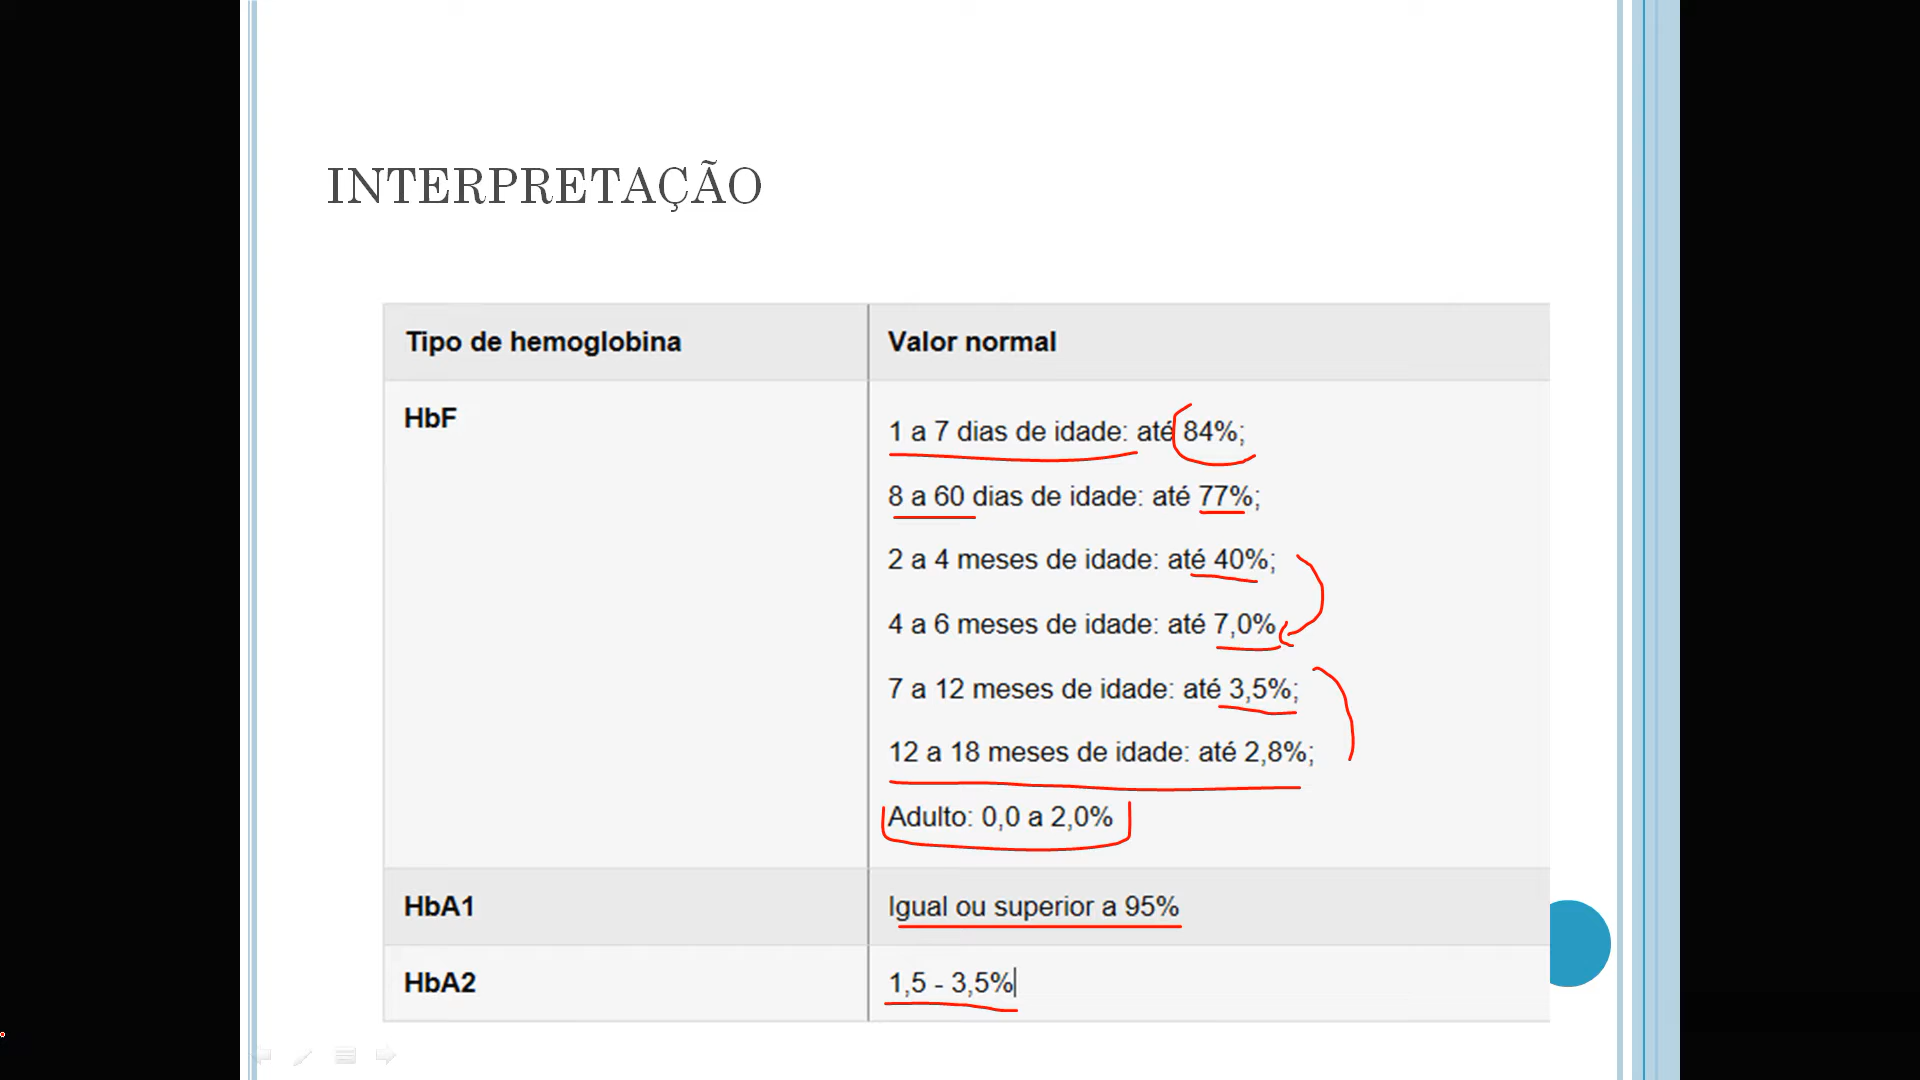 INTERPRETAÇÃO
Tipo de hemoglobina
Valor normal
HbF
1 a 7 dias de idade: até 84%;
8 a 60 dias de idade: até 77%;
2 a 4 meses de idade: até 40%;
4 a 6 meses de idade: até 7,0%
7 a 12 meses de idade: até 3,5%;
12 a 18 meses de idade: até 2,8%;
Adulto: 0,0 a 2,0%
HbA1
Igual ou superior a 95%
HbA2
1,5 - 3,5%